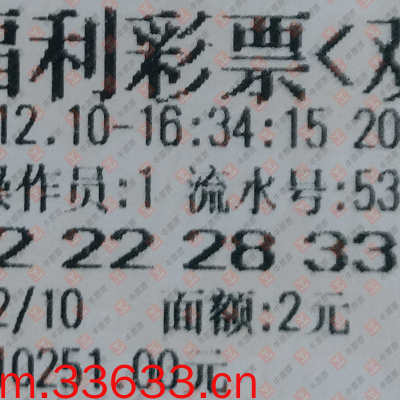 福利彩票<双
12.10-16:34:15 20
操作员:1 流水号:53
2 22 28 33
2/10 面额:2元
10251.00元
m.33633.cn